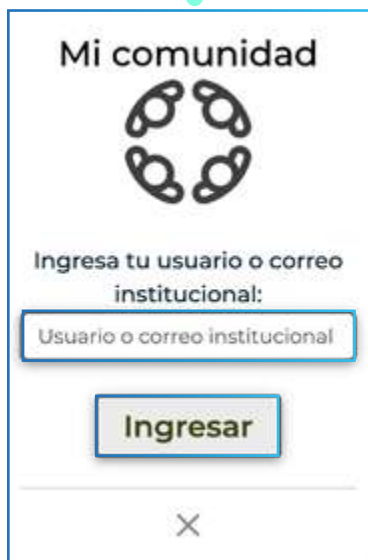 Mi comunidad
Ingresa tu usuario o correo
institucional:
Usuario o correo institucional
Ingresar